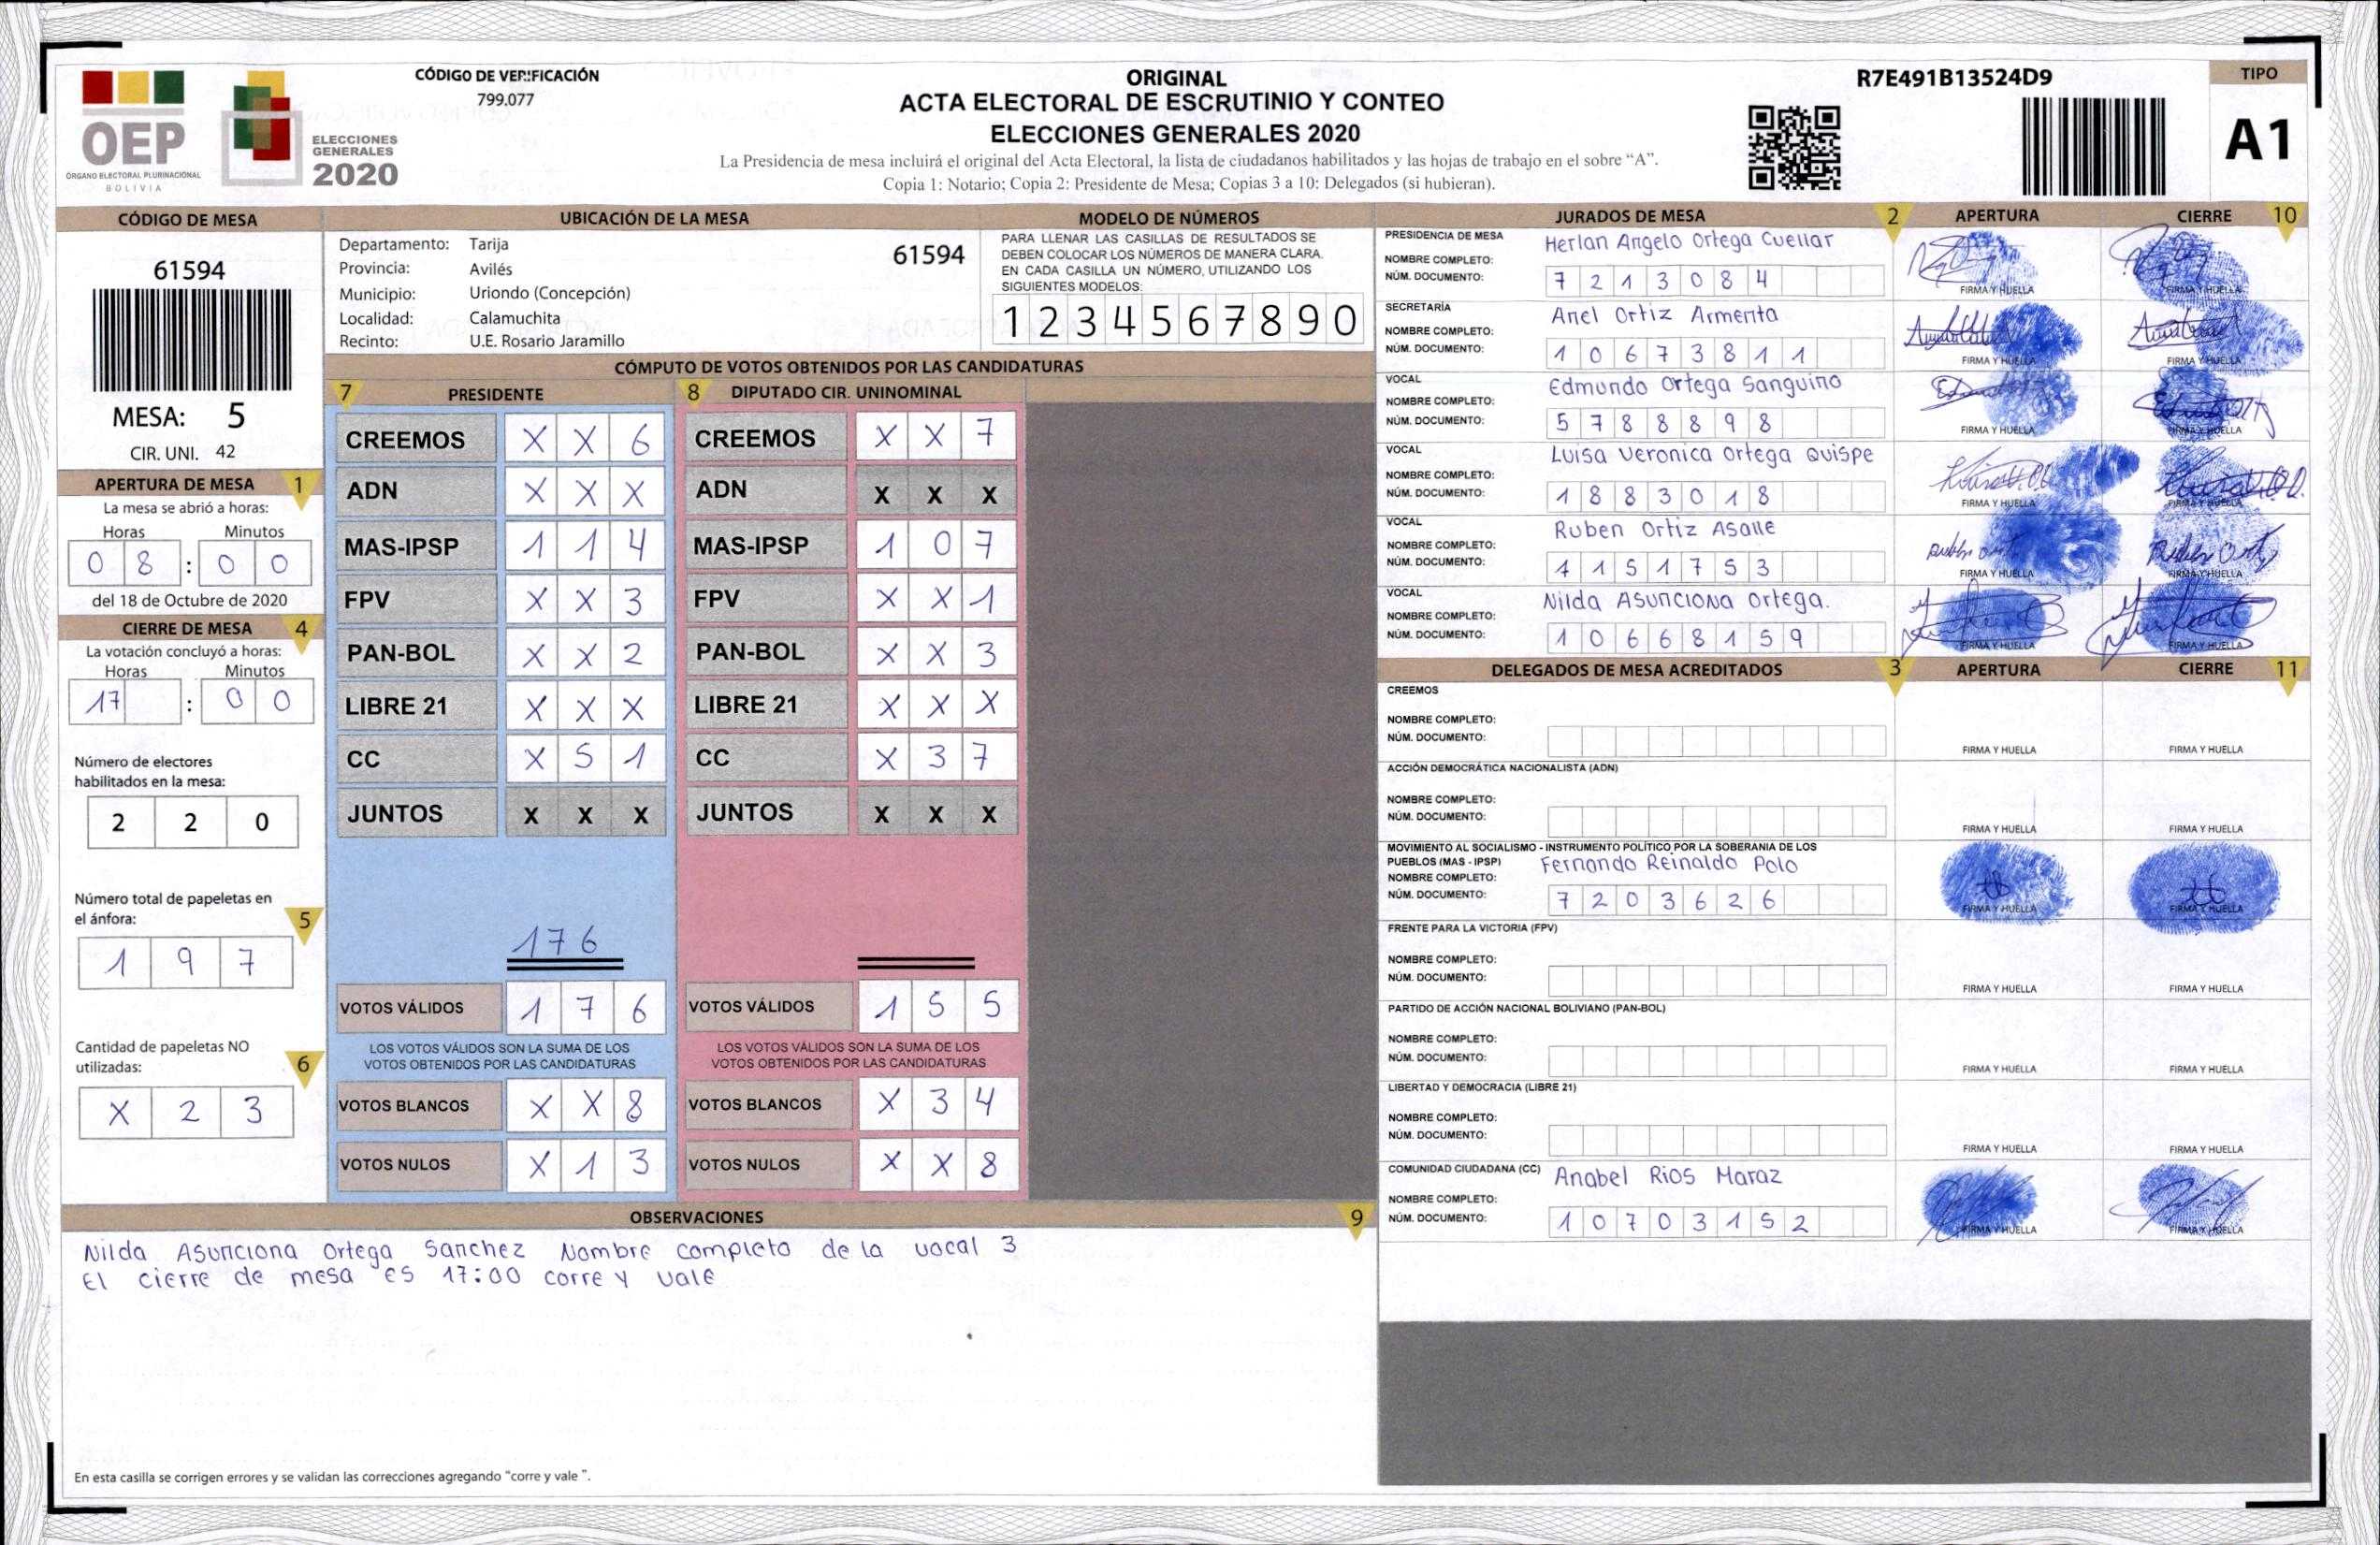 OEP
ÓRGANO ELECTORAL PLURINACIONAL
BOLIVIA
ELECCIONES
GENERALES
2020
CÓDIGO DE VERIFICACIÓN
799.077
ORIGINAL
ACTA ELECTORAL DE ESCRUTINIO Y CONTEO
ELECCIONES GENERALES 2020
La Presidencia de mesa incluirá el original del Acta Electoral, la lista de ciudadanos habilitados y las hojas de trabajo en el sobre “A”.
Copia 1: Notario; Copia 2: Presidente de Mesa; Copias 3 a 10: Delegados (si hubieran).
R7E491B13524D9
TIPO
A1
CÓDIGO DE MESA
61594
MESA: 5
CIR. UNI. 42
APERTURA DE MESA 1
La mesa se abrió a horas:
Horas Minutos
0 8 : 0 0
del 18 de Octubre de 2020
CIERRE DE MESA 4
La votación concluyó a horas:
Horas Minutos
17 : 0 0
Número de electores
habilitados en la mesa:
2 2 0
Número total de papeletas en
el ánfora: 5
1 9 7
Cantidad de papeletas NO
utilizadas: 6
X 2 3
UBICACIÓN DE LA MESA
Departamento: Tarija
61594
Provincia: Avilés
Municipio: Uriondo (Concepción)
Localidad: Calamuchita
Recinto: U.E. Rosario Jaramillo
MODELO DE NÚMEROS
PARA LLENAR LAS CASILLAS DE RESULTADOS SE
DEBEN COLOCAR LOS NÚMEROS DE MANERA CLARA.
EN CADA CASILLA UN NÚMERO, UTILIZANDO LOS
SIGUIENTES MODELOS:
1 2 3 4 5 6 7 8 9 0
CÓMPUTO DE VOTOS OBTENIDOS POR LAS CANDIDATURAS
7 PRESIDENTE
CREEMOS X X 6
ADN X X X
MAS-IPSP 1 1 4
FPV X X 3
PAN-BOL X X 2
LIBRE 21 X X X
CC X 5 1
JUNTOS X X X
176
VOTOS VÁLIDOS 1 7 6
LOS VOTOS VÁLIDOS SON LA SUMA DE LOS
VOTOS OBTENIDOS POR LAS CANDIDATURAS
VOTOS BLANCOS X X 8
VOTOS NULOS X 1 3
8 DIPUTADO CIR. UNINOMINAL
CREEMOS X X 7
ADN X X X
MAS-IPSP 1 0 7
FPV X X 1
PAN-BOL X X 3
LIBRE 21 X X X
CC X 3 7
JUNTOS X X X
VOTOS VÁLIDOS 1 5 5
LOS VOTOS VÁLIDOS SON LA SUMA DE LOS
VOTOS OBTENIDOS POR LAS CANDIDATURAS
VOTOS BLANCOS X 3 4
VOTOS NULOS X X 8
OBSERVACIONES 9
Nilda Asunciona Ortega Sanchez Nombre completo de la vocal 3
El cierre de mesa es 17:00 corre y vale
En esta casilla se corrigen errores y se validan las correcciones agregando “corre y vale ”.
JURADOS DE MESA 2 APERTURA CIERRE 10
PRESIDENCIA DE MESA
NOMBRE COMPLETO: Herlan Angelo Ortega Cuellar
NÚM. DOCUMENTO: 7 2 1 3 0 8 4
FIRMA Y HUELLA FIRMA Y HUELLA
SECRETARÍA
NOMBRE COMPLETO: Anel Ortiz Armenta
NÚM. DOCUMENTO: 1 0 6 7 3 8 1 1
FIRMA Y HUELLA FIRMA Y HUELLA
VOCAL
NOMBRE COMPLETO: Edmundo Ortega Sanguino
NÚM. DOCUMENTO: 5 7 8 8 8 9 8
FIRMA Y HUELLA FIRMA Y HUELLA
VOCAL
NOMBRE COMPLETO: Luisa Veronica Ortega Quispe
NÚM. DOCUMENTO: 1 8 8 3 0 1 8
FIRMA Y HUELLA FIRMA Y HUELLA
VOCAL
NOMBRE COMPLETO: Ruben Ortiz
NÚM. DOCUMENTO: 4 1 5 1 7 5 3
FIRMA Y HUELLA FIRMA Y HUELLA
VOCAL
NOMBRE COMPLETO: Nilda Asunciona Ortega.
NÚM. DOCUMENTO: 1 0 6 6 8 1 5 9
FIRMA Y HUELLA FIRMA Y HUELLA
DELEGADOS DE MESA ACREDITADOS 3 APERTURA CIERRE 11
CREEMOS
NOMBRE COMPLETO:
NÚM. DOCUMENTO:
FIRMA Y HUELLA FIRMA Y HUELLA
ACCIÓN DEMOCRÁTICA NACIONALISTA (ADN)
NOMBRE COMPLETO:
NÚM. DOCUMENTO:
FIRMA Y HUELLA FIRMA Y HUELLA
MOVIMIENTO AL SOCIALISMO - INSTRUMENTO POLÍTICO POR LA SOBERANIA DE LOS
PUEBLOS (MAS - IPSP)
NOMBRE COMPLETO: Fernando Reinaldo Polo
NÚM. DOCUMENTO: 7 2 0 3 6 2 6
FIRMA Y HUELLA FIRMA Y HUELLA
FRENTE PARA LA VICTORIA (FPV)
NOMBRE COMPLETO:
NÚM. DOCUMENTO:
FIRMA Y HUELLA FIRMA Y HUELLA
PARTIDO DE ACCIÓN NACIONAL BOLIVIANO (PAN-BOL)
NOMBRE COMPLETO:
NÚM. DOCUMENTO:
FIRMA Y HUELLA FIRMA Y HUELLA
LIBERTAD Y DEMOCRACIA (LIBRE 21)
NOMBRE COMPLETO:
NÚM. DOCUMENTO:
FIRMA Y HUELLA FIRMA Y HUELLA
COMUNIDAD CIUDADANA (CC)
NOMBRE COMPLETO: Anabel Rios Maraz
NÚM. DOCUMENTO: 1 0 7 0 3 1 5 2
FIRMA Y HUELLA FIRMA Y HUELLA